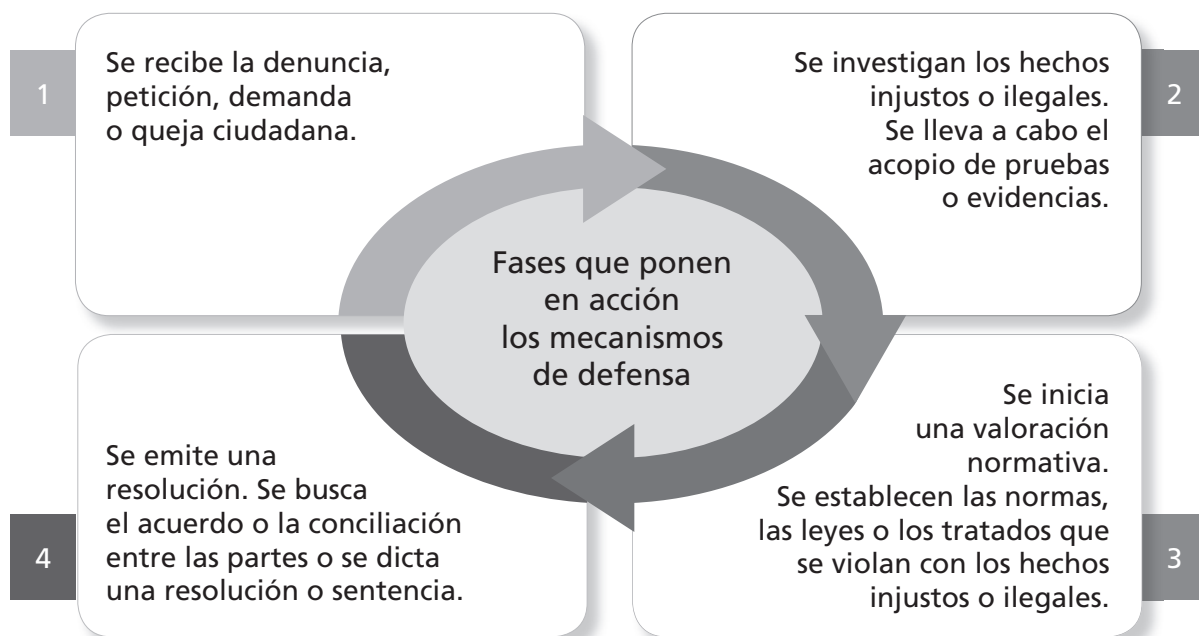 1
Se recibe la denuncia,
petición, demanda
o queja ciudadana.
Se investigan los hechos
injustos o ilegales.
Se lleva a cabo el
acopio de pruebas
o evidencias.
2
Fases que ponen
en acción
los mecanismos
de defensa
Se inicia
una valoración
normativa.
Se establecen las normas,
las leyes o los tratados que
se violan con los hechos
injustos o ilegales.
3
4
Se emite una
resolución. Se busca
el acuerdo o la conciliación
entre las partes o se dicta
una resolución o sentencia.